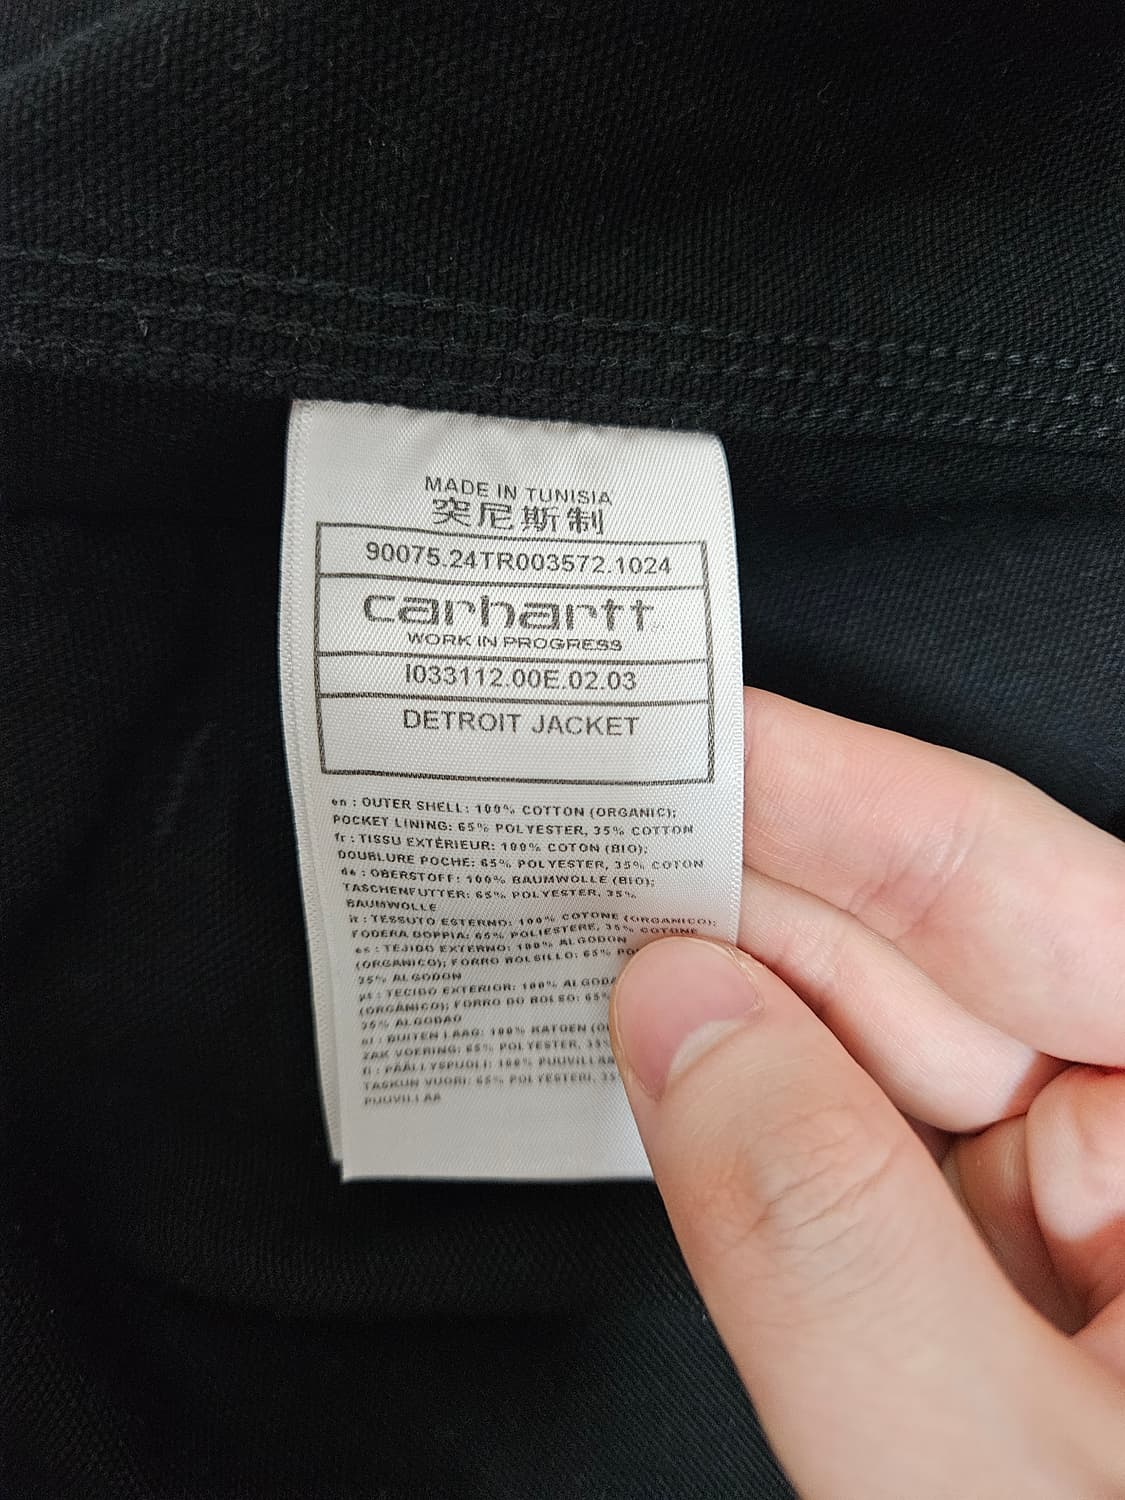 MADE IN TUNISIA
突尼斯制
90075.24TR003572.1024
carhartt
WORK IN PROGRESS
I033112.00E.02.03
DETROIT JACKET
en : OUTER SHELL: 100% COTTON (ORGANIC);
POCKET LINING: 65% POLYESTER, 35% COTTON
fr : TISSU EXTÉRIEUR: 100% COTON (BIO);
DOUBLURE POCHE: 65% POLYESTER, 35% COTON
de : OBERSTOFF: 100% BAUMWOLLE (BIO);
TASCHENFUTTER: 65% POLYESTER, 35%
BAUMWOLLE
it : TESSUTO ESTERNO: 100% COTONE (ORGANICO);
FODERA DOPPIA: 65% POLIESTERE, 35% COTONE
es : TEJIDO EXTERNO: 100% ALGODON
(ORGANICO); FORRO BOLSILLO: 65%
35% ALGODON
pt : TECIDO EXTERIOR: 100%
(ORGÂNICO); FORRO DO BOLSO: 65%
35% ALGODAO
nl : BUITEN LAAG: 100% KATOEN
ZAK VOERING: 65% POLYESTER,
fi : PÄÄLLYSPUOLI: 100% PUUVILLAA
TASKUN VUORI: 65% POLYESTERI,
PUUVILLAA